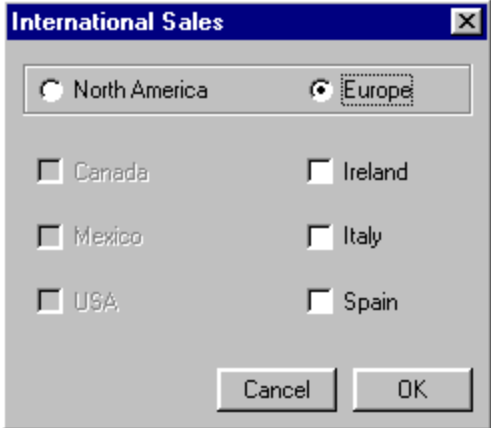 International Sales
North America Europe
Canada Ireland
Mexico Italy
USA Spain
Cancel OK